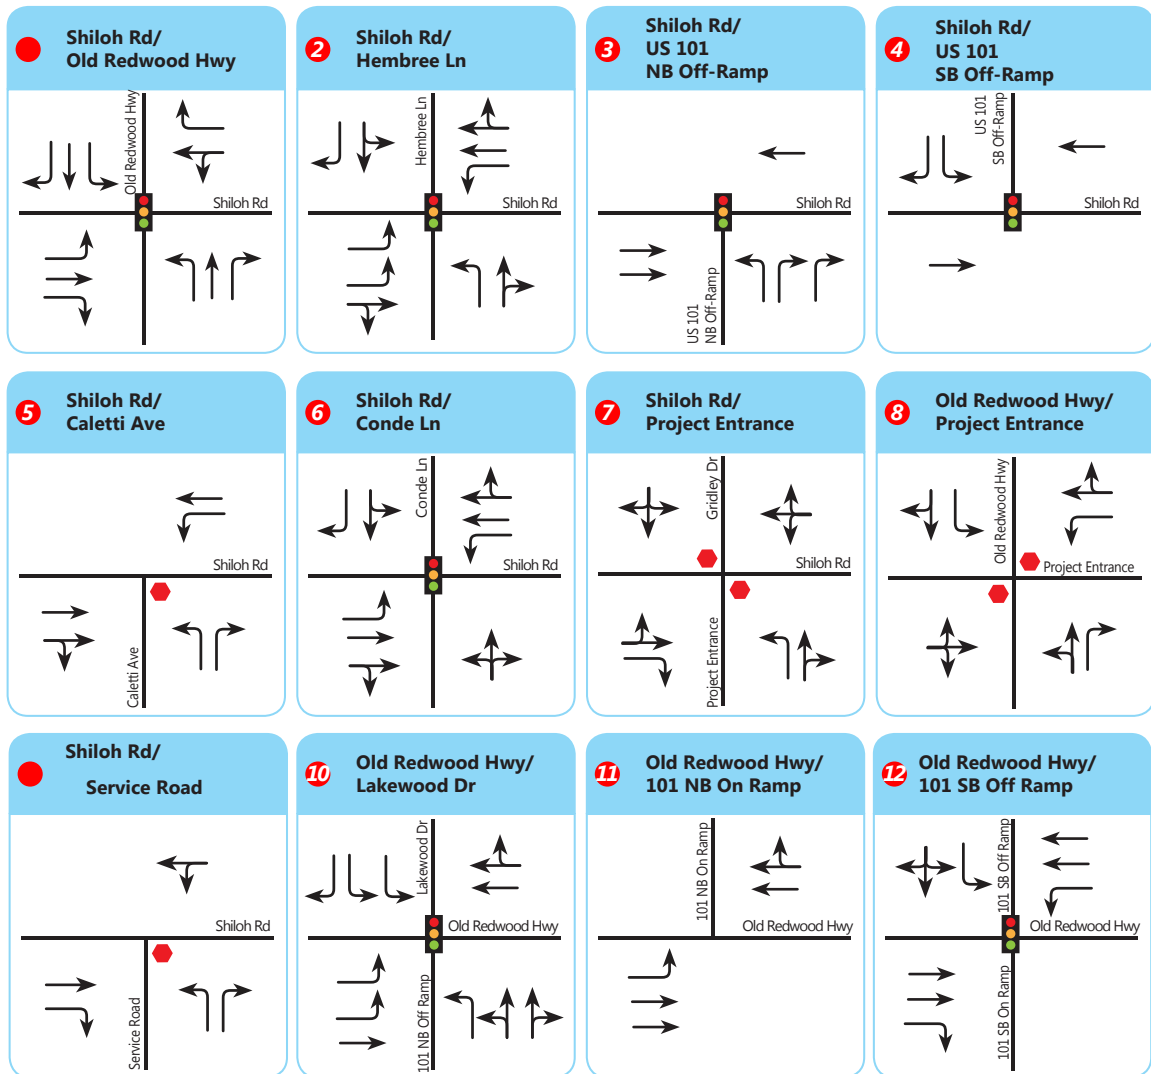 Shiloh Rd/
Old Redwood Hwy
Old Redwood Hwy
Shiloh Rd
2
Shiloh Rd/
Hembree Ln
Hembree Ln
Shiloh Rd
3
Shiloh Rd/
US 101
NB Off-Ramp
Shiloh Rd
US 101
NB Off-Ramp
4
Shiloh Rd/
US 101
SB Off-Ramp
US 101
SB Off-Ramp
Shiloh Rd
5
Shiloh Rd/
Caletti Ave
Shiloh Rd
Caletti Ave
6
Shiloh Rd/
Conde Ln
Conde Ln
Shiloh Rd
7
Shiloh Rd/
Project Entrance
Gridley Dr
Shiloh Rd
Project Entrance
8
Old Redwood Hwy/
Project Entrance
Old Redwood Hwy
Project Entrance
Shiloh Rd/
Service Road
Shiloh Rd
Service Road
10
Old Redwood Hwy/
Lakewood Dr
Lakewood Dr
Old Redwood Hwy
101 NB Off Ramp
11
Old Redwood Hwy/
101 NB On Ramp
101 NB On Ramp
Old Redwood Hwy
12
Old Redwood Hwy/
101 SB Off Ramp
101 SB Off Ramp
Old Redwood Hwy
101 SB On Ramp